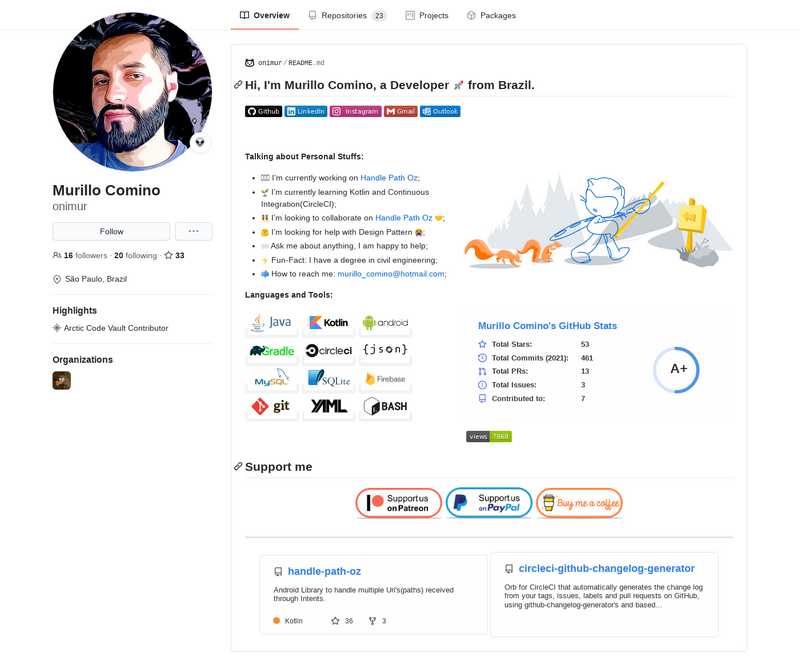 Overview
Repositories 23
Projects
Packages
Murillo Comino
onimur
Follow
...
16 followers · 20 following · 33
São Paulo, Brazil
Highlights
Arctic Code Vault Contributor
Organizations
onimur/README.md
Hi, I'm Murillo Comino, a Developer 🚀 from Brazil.
Github
LinkedIn
Instagram
Gmail
Outlook
Talking about Personal Stuffs:
I'm currently working on Handle Path Oz;
I'm currently learning Kotlin and Continuous
Integration(CircleCI);
I'm looking to collaborate on Handle Path Oz 🤝;
I'm looking for help with Design Pattern 😭;
Ask me about anything, I am happy to help;
Fun-Fact: I have a degree in civil engineering;
How to reach me: murillo_comino@hotmail.com;
Languages and Tools:
Java
Kotlin
android
Gradle
circleci
{json}
MySQL
SQLite
Firebase
git
YAML
BASH
Murillo Comino's GitHub Stats
Total Stars: 53
Total Commits (2021): 461
Total PRs: 13
Total Issues: 3
Contributed to: 7
A+
views 7060
Support me
Support us
on Patreon
Support us
on PayPal
Buy me a coffee
handle-path-oz
Android Library to handle multiple Uri's(paths) received
through Intents.
Kotlin 36 3
circleci-github-changelog-generator
Orb for CircleCI that automatically generates the change log
from your tags, issues, labels and pull requests on GitHub,
using github-changelog-generator's and based...